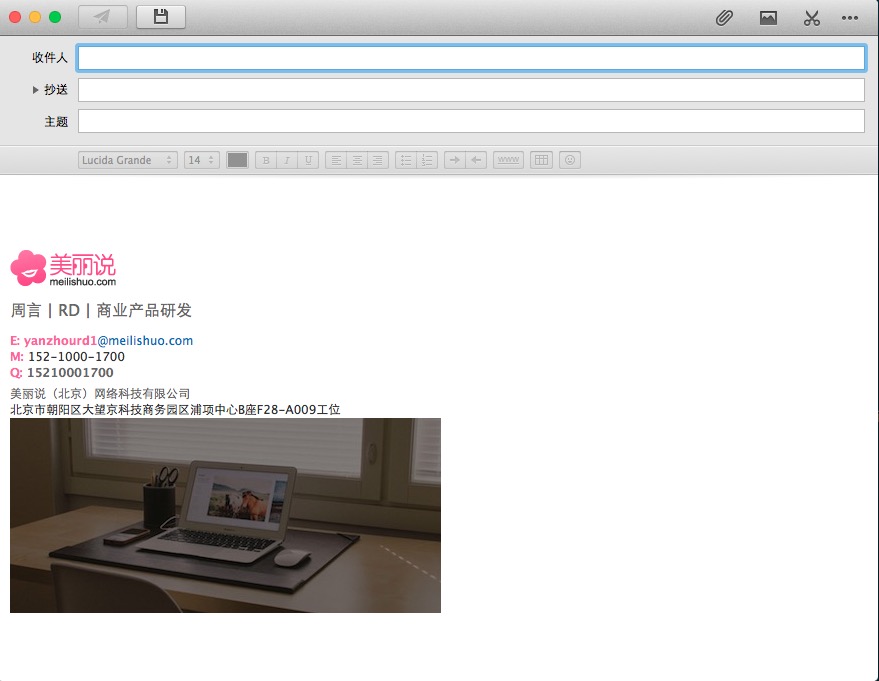 收件人
抄送
主题
Lucida Grande 14 B I U www
美丽说
meilishuo.com
周言 | RD | 商业产品研发
E: yanzhourd1@meilishuo.com
M: 152-1000-1700
Q: 15210001700
美丽说（北京）网络科技有限公司
北京市朝阳区大望京科技商务园区浦项中心B座F28-A009工位